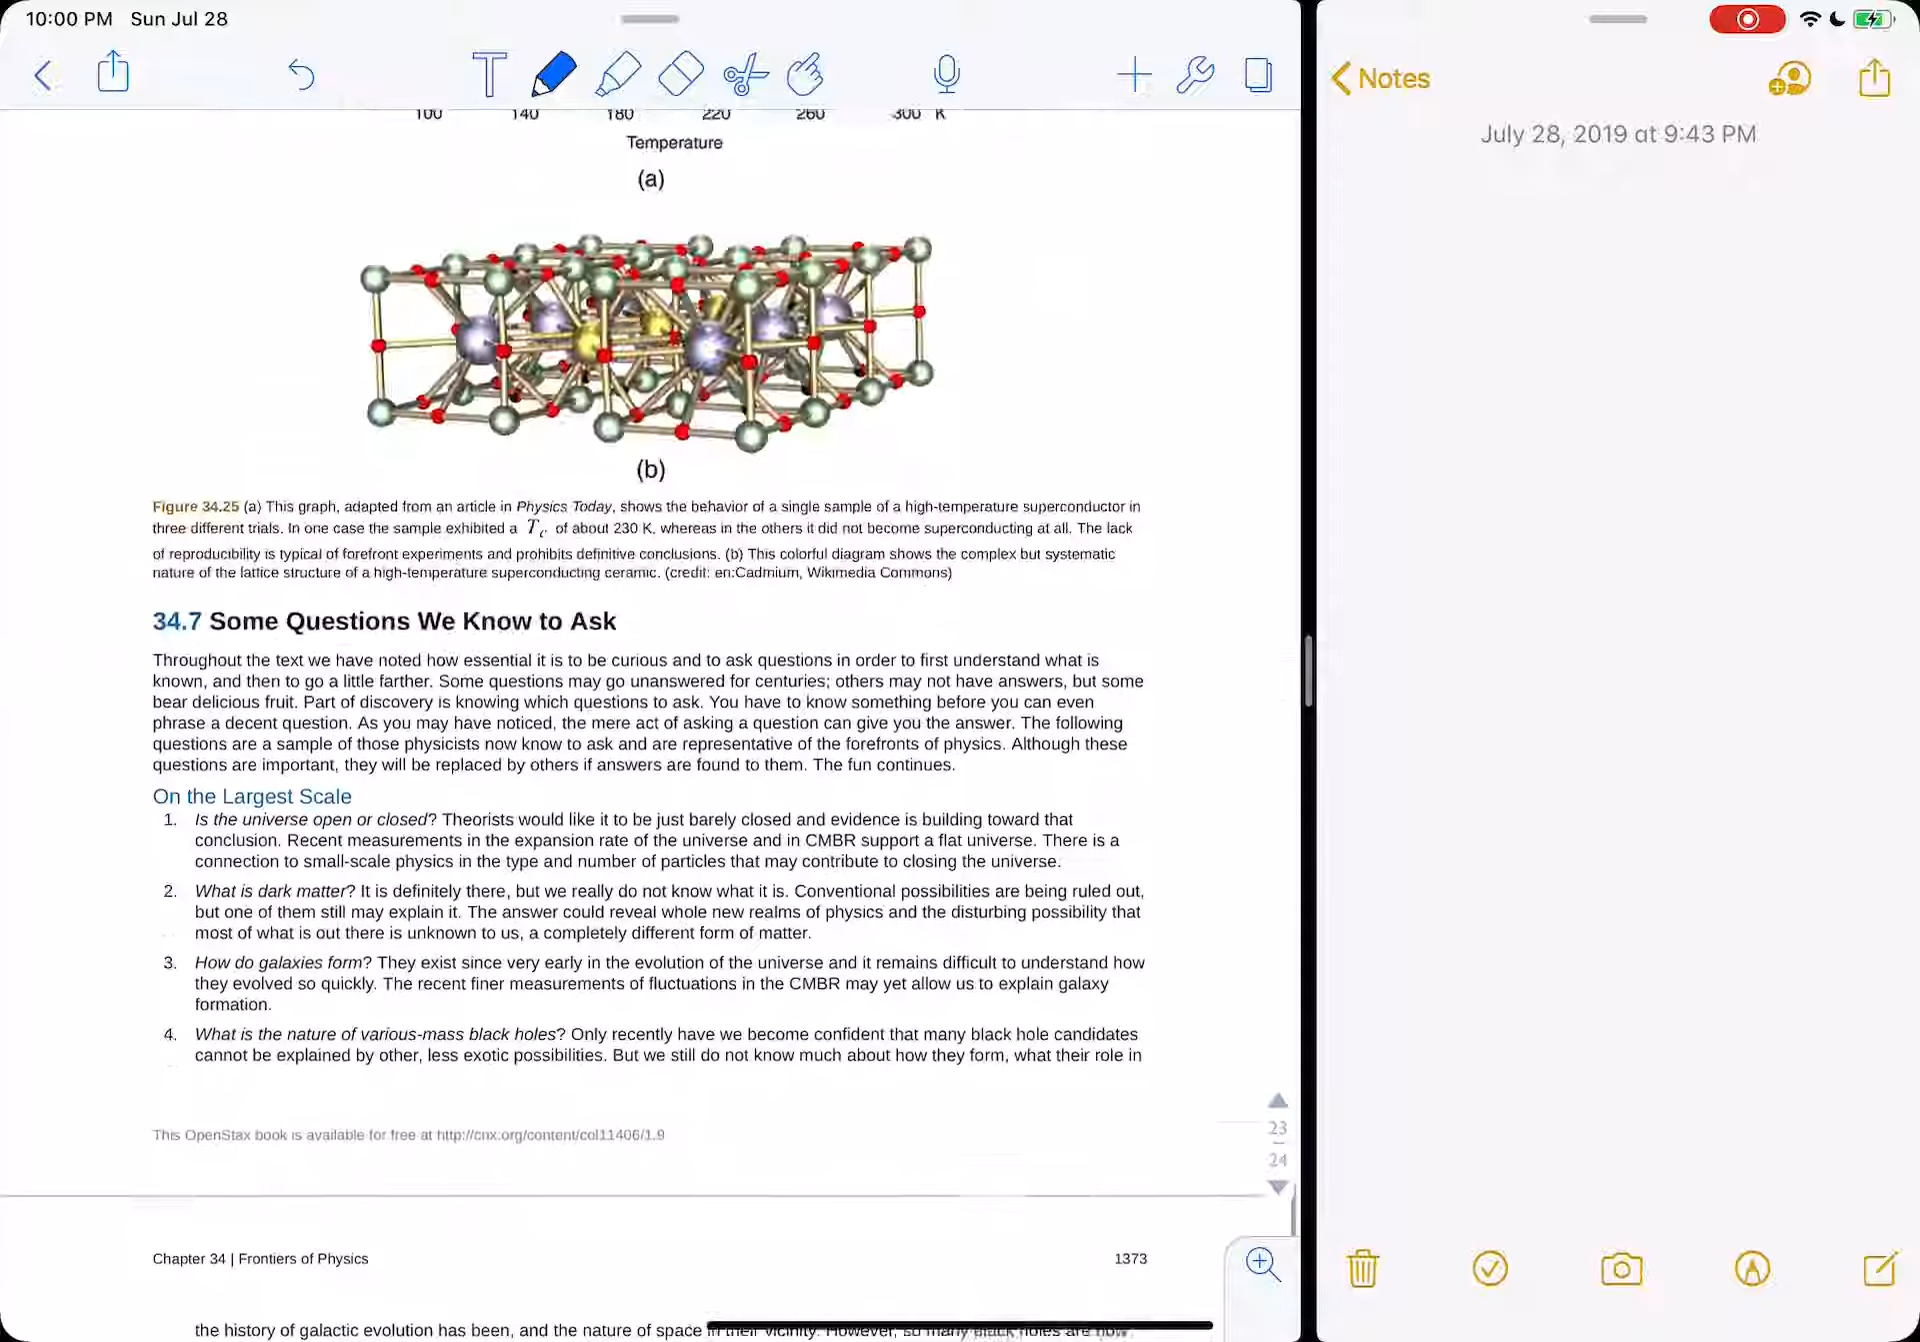 10:00 PM Sun Jul 28
Notes
July 28, 2019 at 9:43 PM
100 140 180 220 260 300 K
Temperature
(a)
(b)
Figure 34.25 (a) This graph, adapted from an article in Physics Today, shows the behavior of a single sample of a high-temperature superconductor in
three different trials. In one case the sample exhibited a Tc of about 230 K, whereas in the others it did not become superconducting at all. The lack
of reproducibility is typical of forefront experiments and prohibits definitive conclusions. (b) This colorful diagram shows the complex but systematic
nature of the lattice structure of a high-temperature superconducting ceramic. (credit: en:Cadmium, Wikimedia Commons)
34.7 Some Questions We Know to Ask
Throughout the text we have noted how essential it is to be curious and to ask questions in order to first understand what is
known, and then to go a little farther. Some questions may go unanswered for centuries; others may not have answers, but some
bear delicious fruit. Part of discovery is knowing which questions to ask. You have to know something before you can even
phrase a decent question. As you may have noticed, the mere act of asking a question can give you the answer. The following
questions are a sample of those physicists now know to ask and are representative of the forefronts of physics. Although these
questions are important, they will be replaced by others if answers are found to them. The fun continues.
On the Largest Scale
1. Is the universe open or closed? Theorists would like it to be just barely closed and evidence is building toward that
conclusion. Recent measurements in the expansion rate of the universe and in CMBR support a flat universe. There is a
connection to small-scale physics in the type and number of particles that may contribute to closing the universe.
2. What is dark matter? It is definitely there, but we really do not know what it is. Conventional possibilities are being ruled out,
but one of them still may explain it. The answer could reveal whole new realms of physics and the disturbing possibility that
most of what is out there is unknown to us, a completely different form of matter.
3. How do galaxies form? They exist since very early in the evolution of the universe and it remains difficult to understand how
they evolved so quickly. The recent finer measurements of fluctuations in the CMBR may yet allow us to explain galaxy
formation.
4. What is the nature of various-mass black holes? Only recently have we become confident that many black hole candidates
cannot be explained by other, less exotic possibilities. But we still do not know much about how they form, what their role in
This OpenStax book is available for free at http://cnx.org/content/col11406/1.9
23
24
Chapter 34 | Frontiers of Physics 1373
the history of galactic evolution has been, and the nature of space in their vicinity. However, so many black holes are now